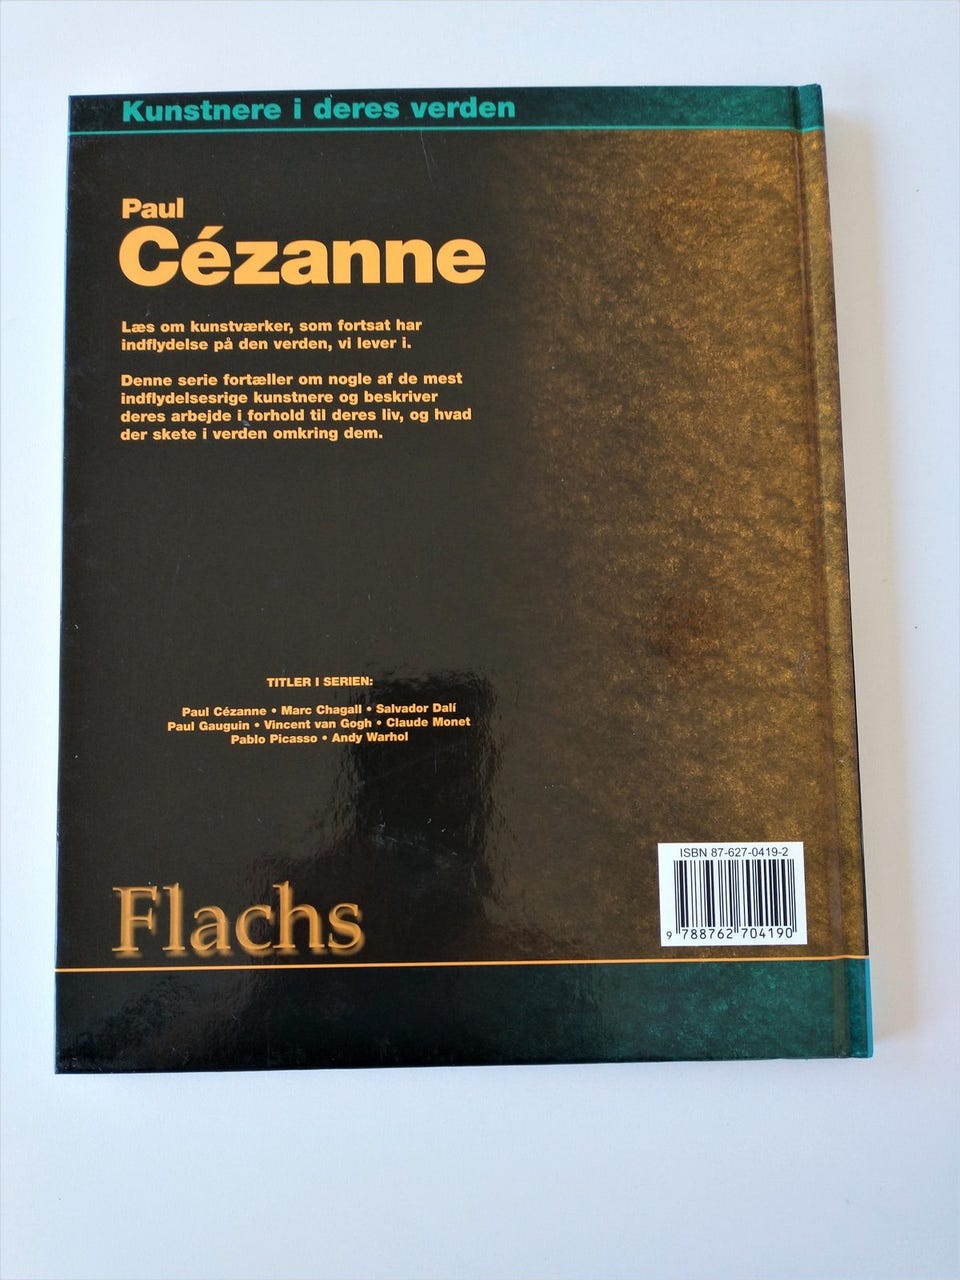 Kunstnere i deres verden
Paul
Cézanne
Læs om kunstværker, som fortsat har
indflydelse på den verden, vi lever i.
Denne serie fortæller om nogle af de mest
indflydelsesrige kunstnere og beskriver
deres arbejde i forhold til deres liv, og hvad
der skete i verden omkring dem.
TITLER I SERIEN:
Paul Cézanne • Marc Chagall • Salvador Dalí
Paul Gauguin • Vincent van Gogh • Claude Monet
Pablo Picasso • Andy Warhol
Flachs
ISBN 87-627-0419-2
9 788762 704190